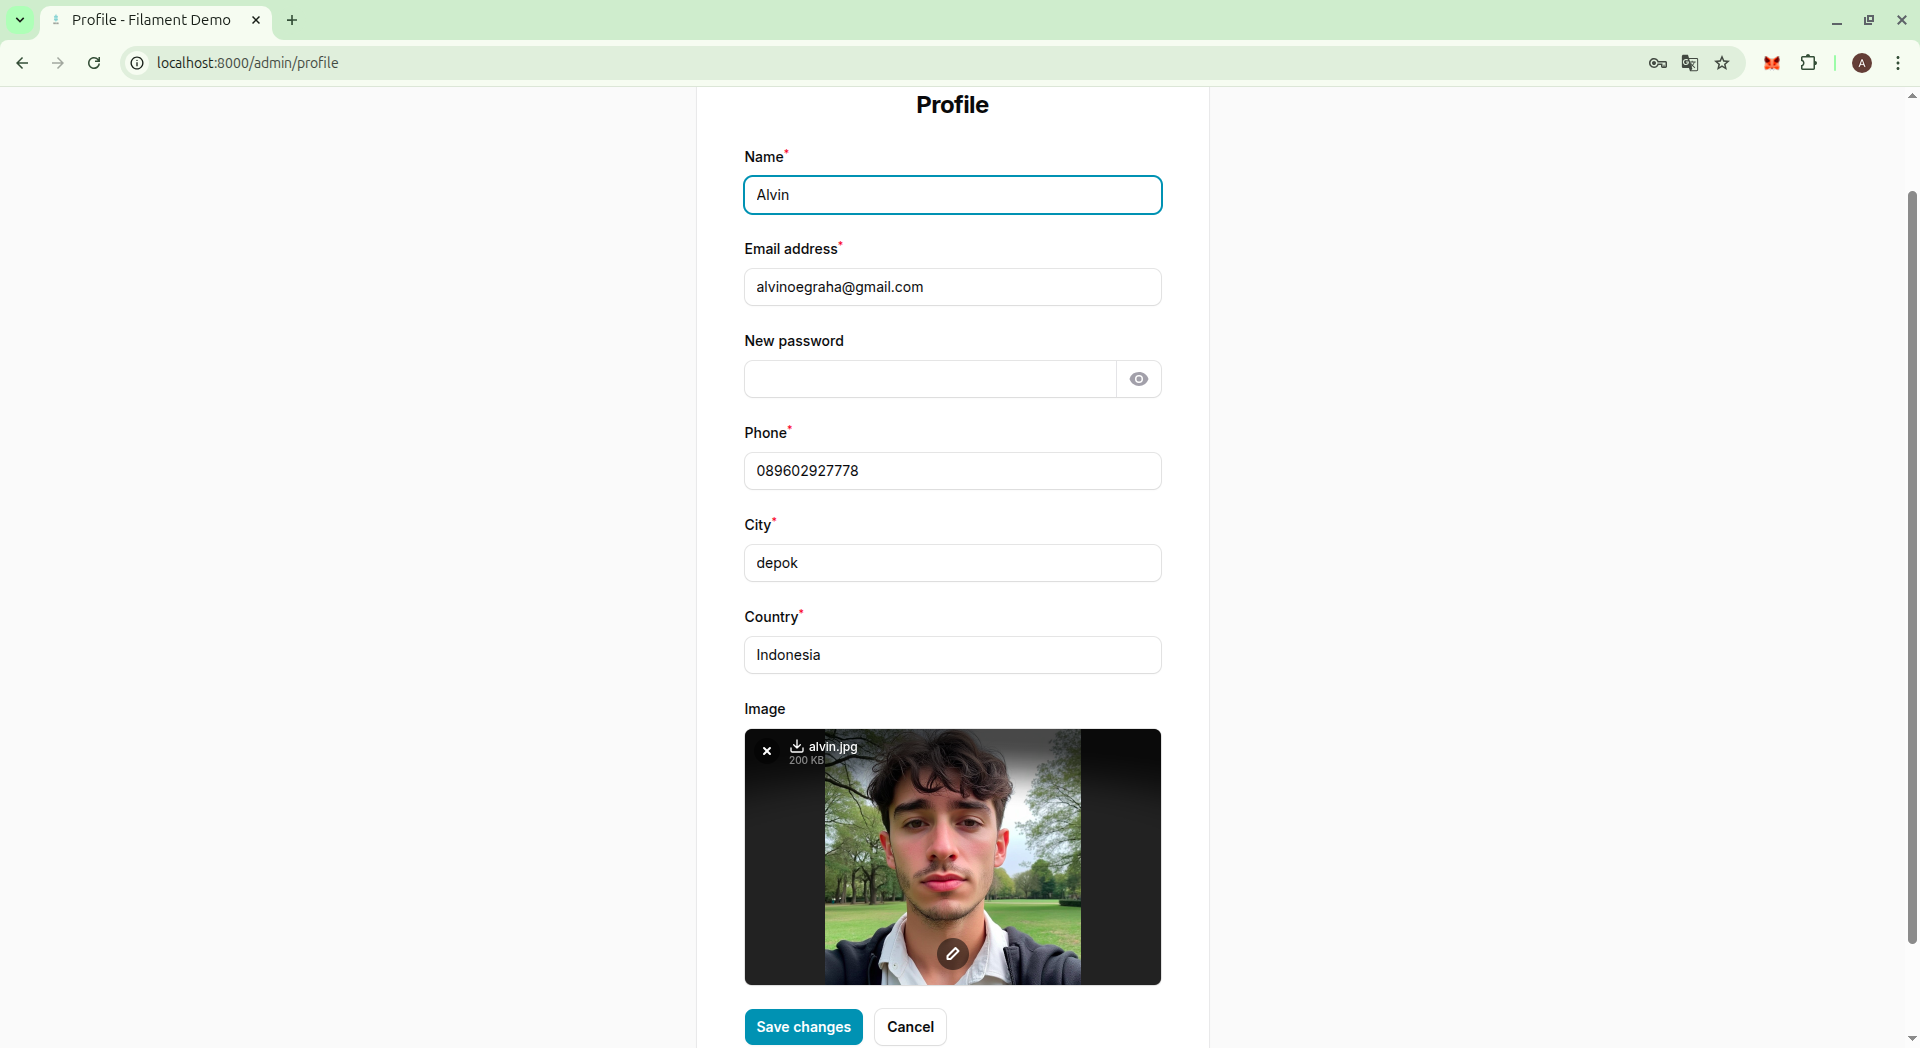 Profile - Filament Demo
localhost:8000/admin/profile
A
Profile
Name*
Alvin
Email address*
alvinoegraha@gmail.com
New password
Phone*
089602927778
City*
depok
Country*
Indonesia
Image
alvin.jpg
200 KB
Save changes
Cancel